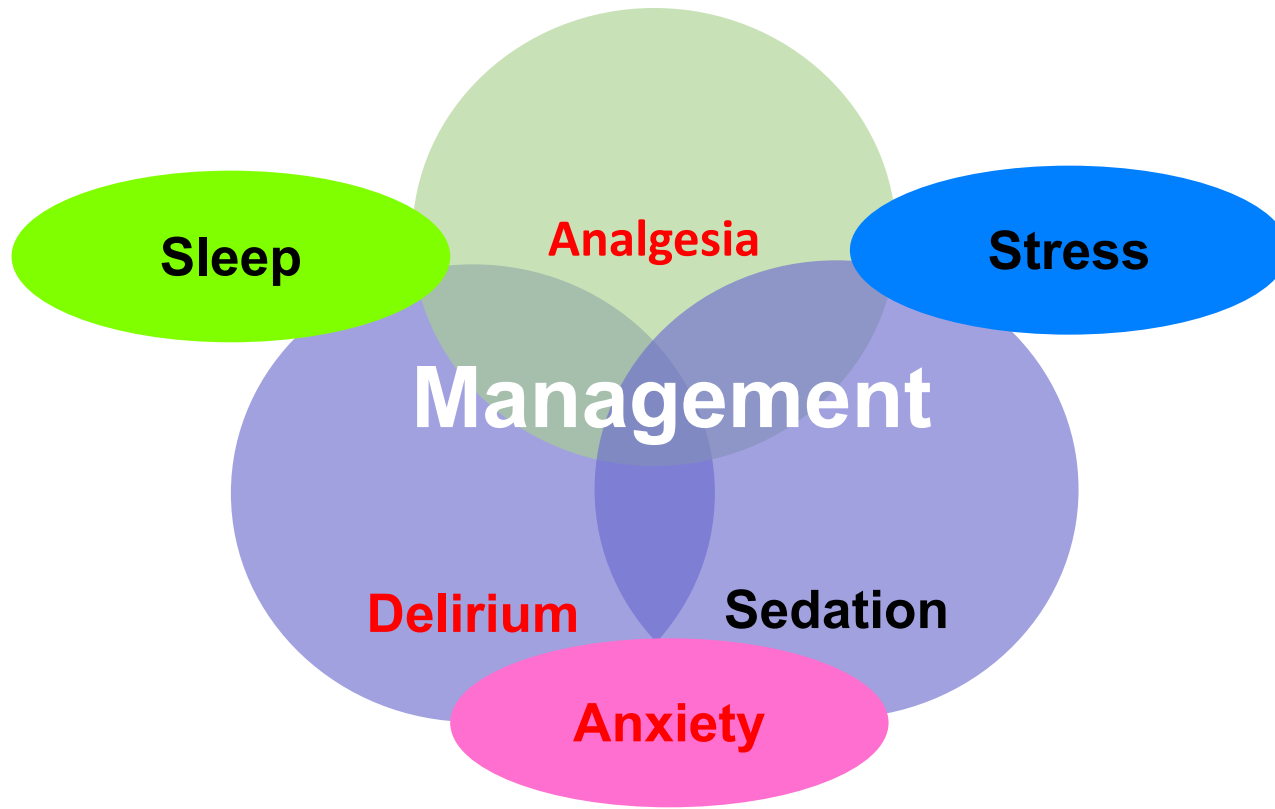 Analgesia
Sleep
Stress
Management
Delirium
Sedation
Anxiety